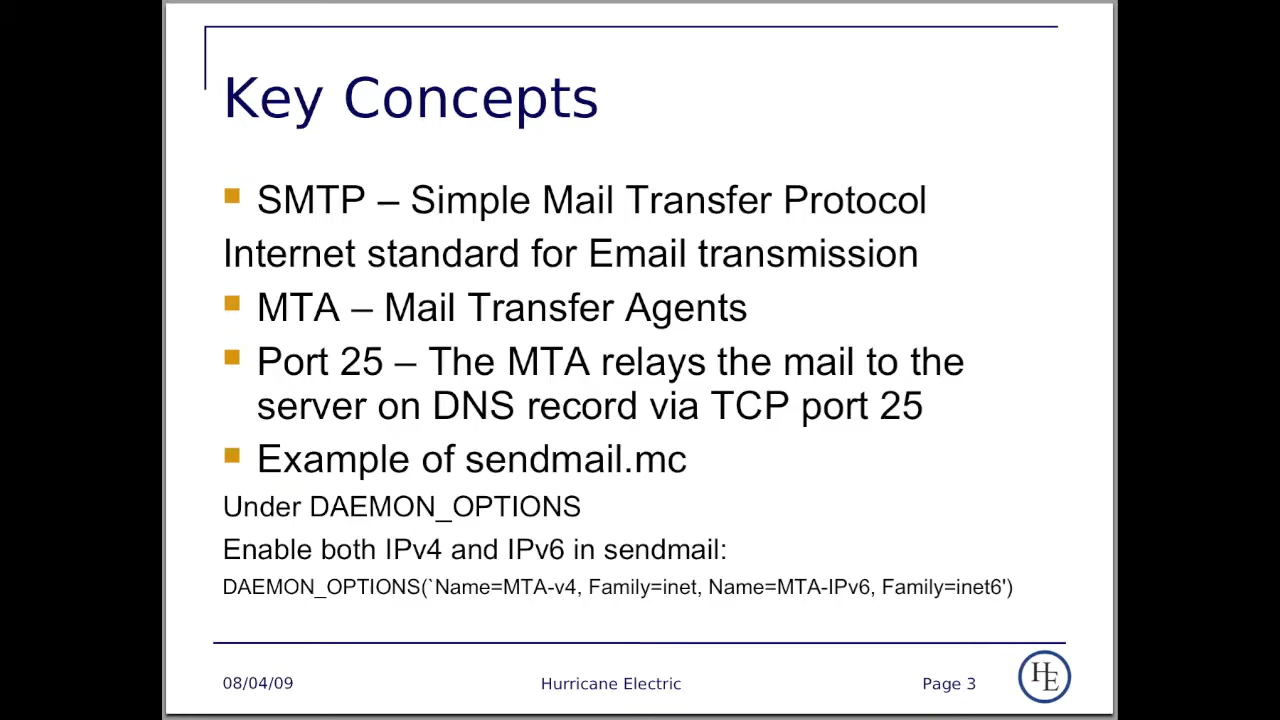 Key Concepts
SMTP – Simple Mail Transfer Protocol
Internet standard for Email transmission
MTA – Mail Transfer Agents
Port 25 – The MTA relays the mail to the
server on DNS record via TCP port 25
Example of sendmail.mc
Under DAEMON_OPTIONS
Enable both IPv4 and IPv6 in sendmail:
DAEMON_OPTIONS(`Name=MTA-v4, Family=inet, Name=MTA-IPv6, Family=inet6')
08/04/09 Hurricane Electric Page 3 HE